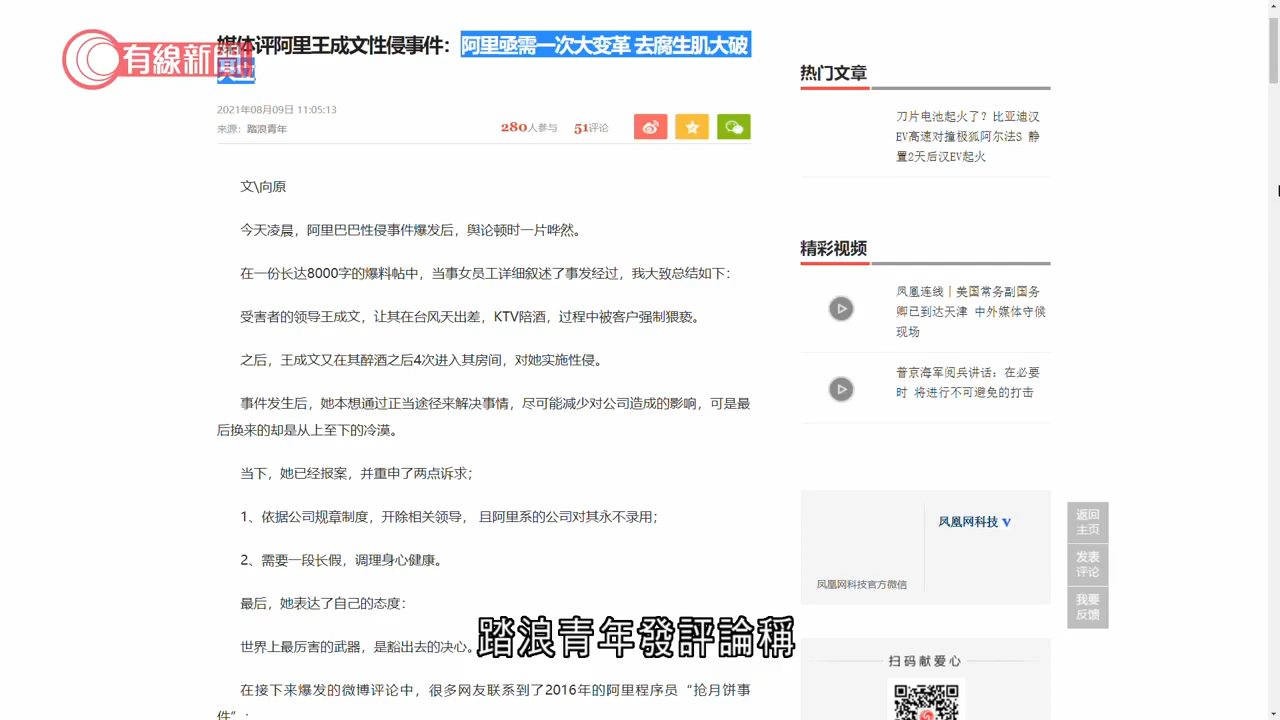 媒体评阿里王成文性侵事件：阿里亟需一次大变革 去腐生肌大破
有線新聞
2021年08月09日 11:05:13
来源：踏浪青年
280人参与 51评论
文\向原
今天凌晨，阿里巴巴性侵事件爆发后，舆论顿时一片哗然。
在一份长达8000字的爆料帖中，当事女员工详细叙述了事发经过，我大致总结如下：
受害者的领导王成文，让其在台风天出差，KTV陪酒，过程中被客户强制猥亵。
之后，王成文又在其醉酒之后4次进入其房间，对她实施性侵。
事件发生后，她本想通过正当途径来解决事情，尽可能减少对公司造成的影响，可是最
后换来的却是从上至下的冷漠。
当下，她已经报案，并重申了两点诉求；
1、依据公司规章制度，开除相关领导， 且阿里系的公司对其永不录用；
2、需要一段长假，调理身心健康。
最后，她表达了自己的态度：
世界上最厉害的武器，是豁出去的决心。
在接下来爆发的微博评论中，很多网友联系到了2016年的阿里程序员“抢月饼事
件”：
踏浪青年發評論稱
热门文章
刀片电池起火了？比亚迪汉
EV高速对撞极狐阿尔法S 静
置2天后汉EV起火
精彩视频
凤凰连线｜美国常务副国务
卿已到达天津 中外媒体守候
现场
普京海军阅兵讲话：在必要
时 将进行不可避免的打击
凤凰网科技 V
凤凰网科技官方微信
返回
主页
发表
评论
我要
反馈
扫码献爱心